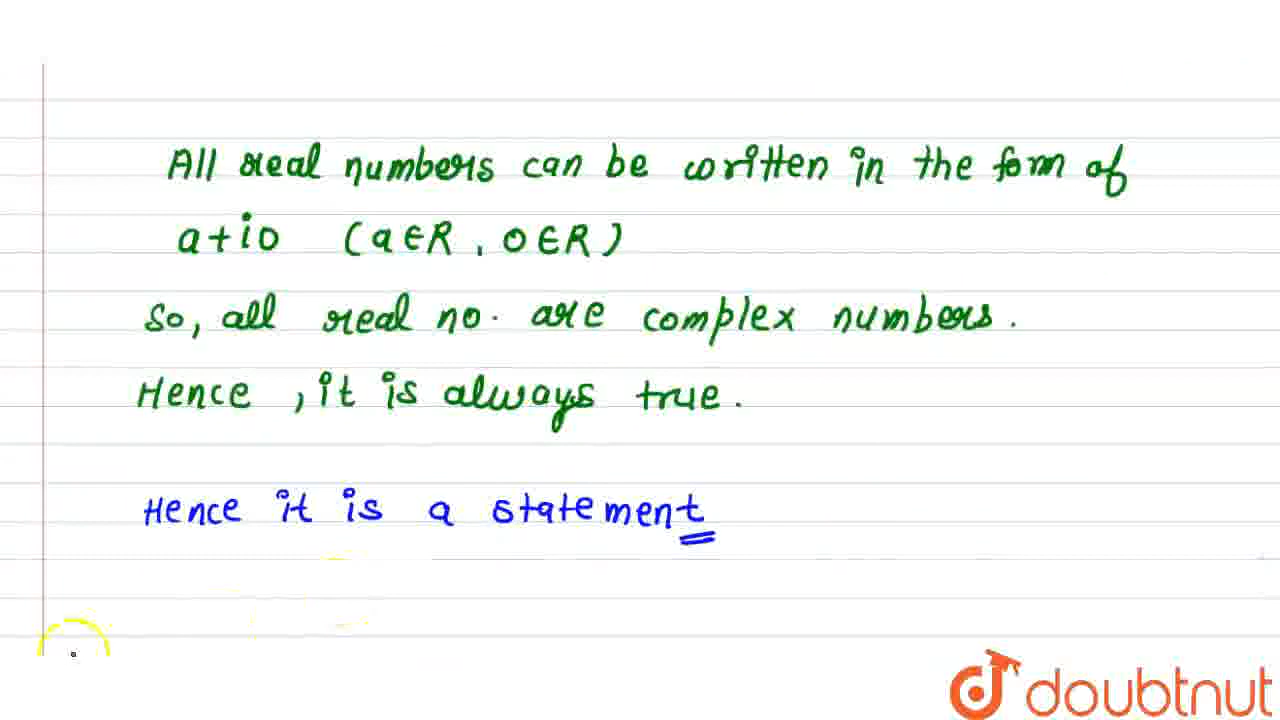 All real numbers can be written in the form of
a+i0 (a∈R, 0∈R)
So, all real no. are complex numbers.
Hence, it is always true.
Hence it is a statement
doubtnut